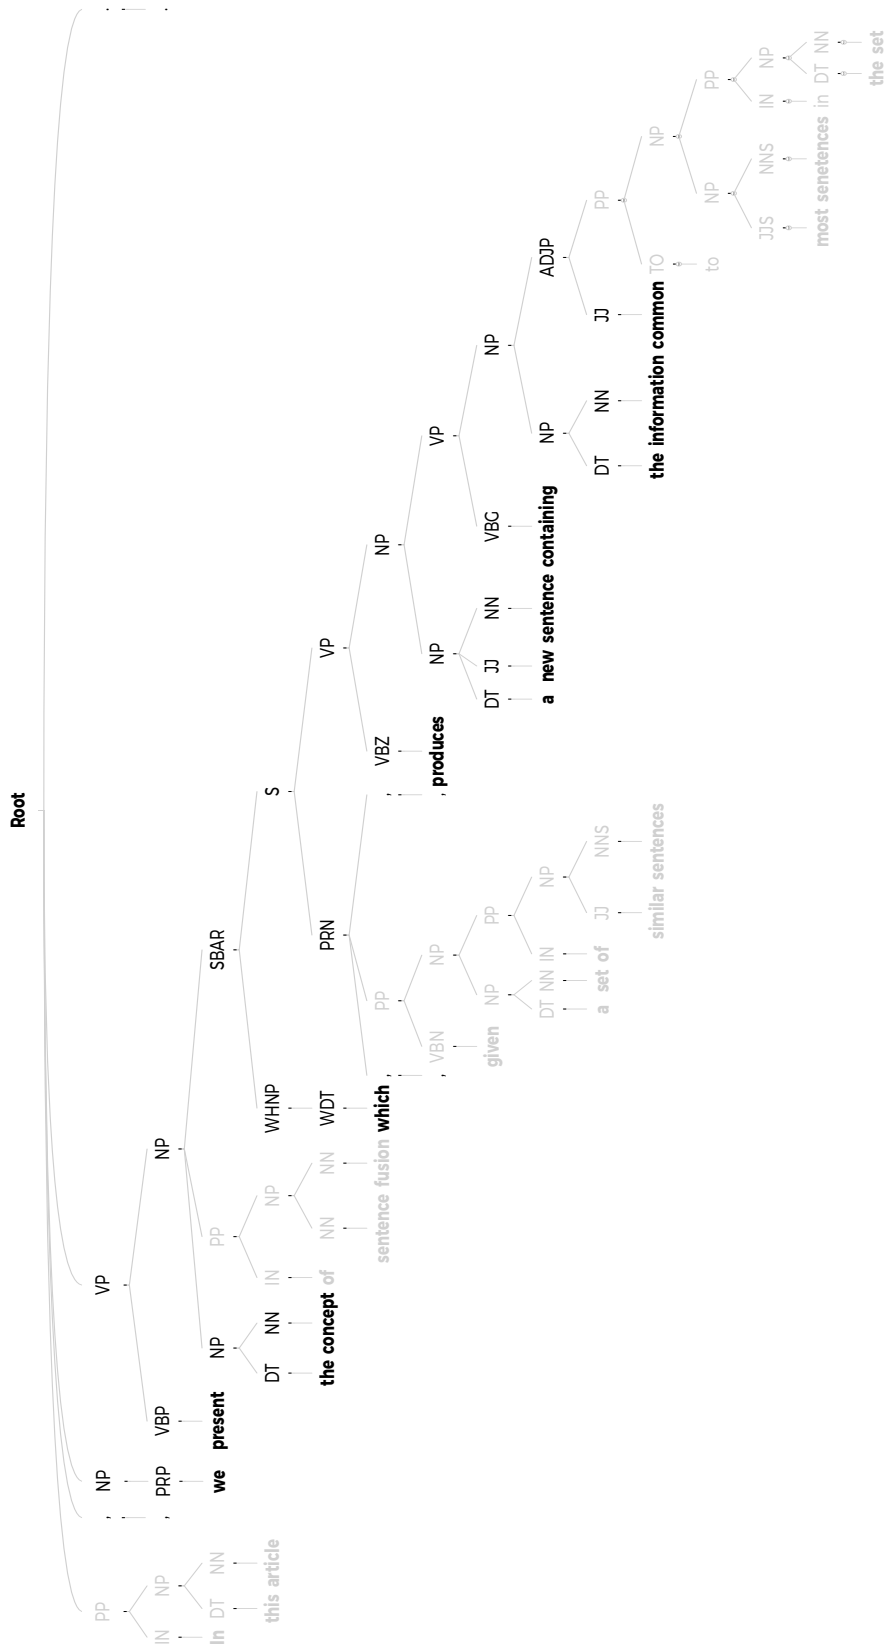 Root
PP , NP VP .
IN NP , PRP VBP NP .
In DT NN we present NP PP SBAR
this article DT NN IN NP WHNP S
the concept of NN NN WDT PRN VP
sentence fusion which , PP , VBZ NP
, VBN NP , produces NP VP
given NP PP DT JJ NN VBG NP
DT NN IN NP a new sentence containing NP ADJP
a set of JJ NNS DT NN JJ PP
similar sentences the information common TO NP
to NP PP
JJS NNS IN NP
most senetences in DT NN
the set